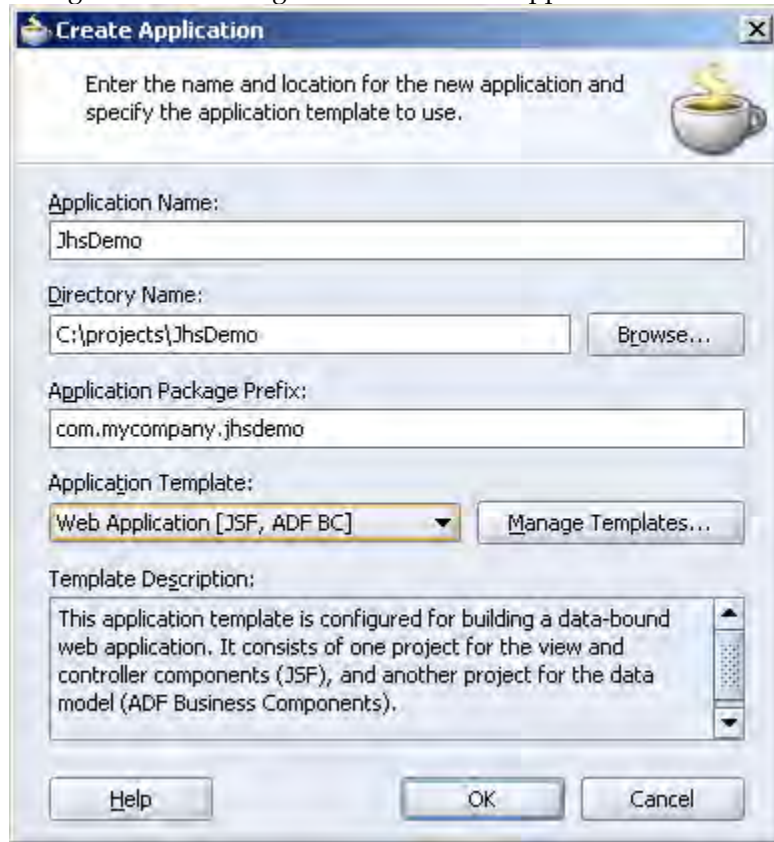 Create Application
Enter the name and location for the new application and
specify the application template to use.
Application Name:
JhsDemo
Directory Name:
C:\projects\JhsDemo
Browse...
Application Package Prefix:
com.mycompany.jhsdemo
Application Template:
Web Application [JSF, ADF BC]
Manage Templates...
Template Description:
This application template is configured for building a data-bound
web application. It consists of one project for the view and
controller components (JSF), and another project for the data
model (ADF Business Components).
Help
OK
Cancel